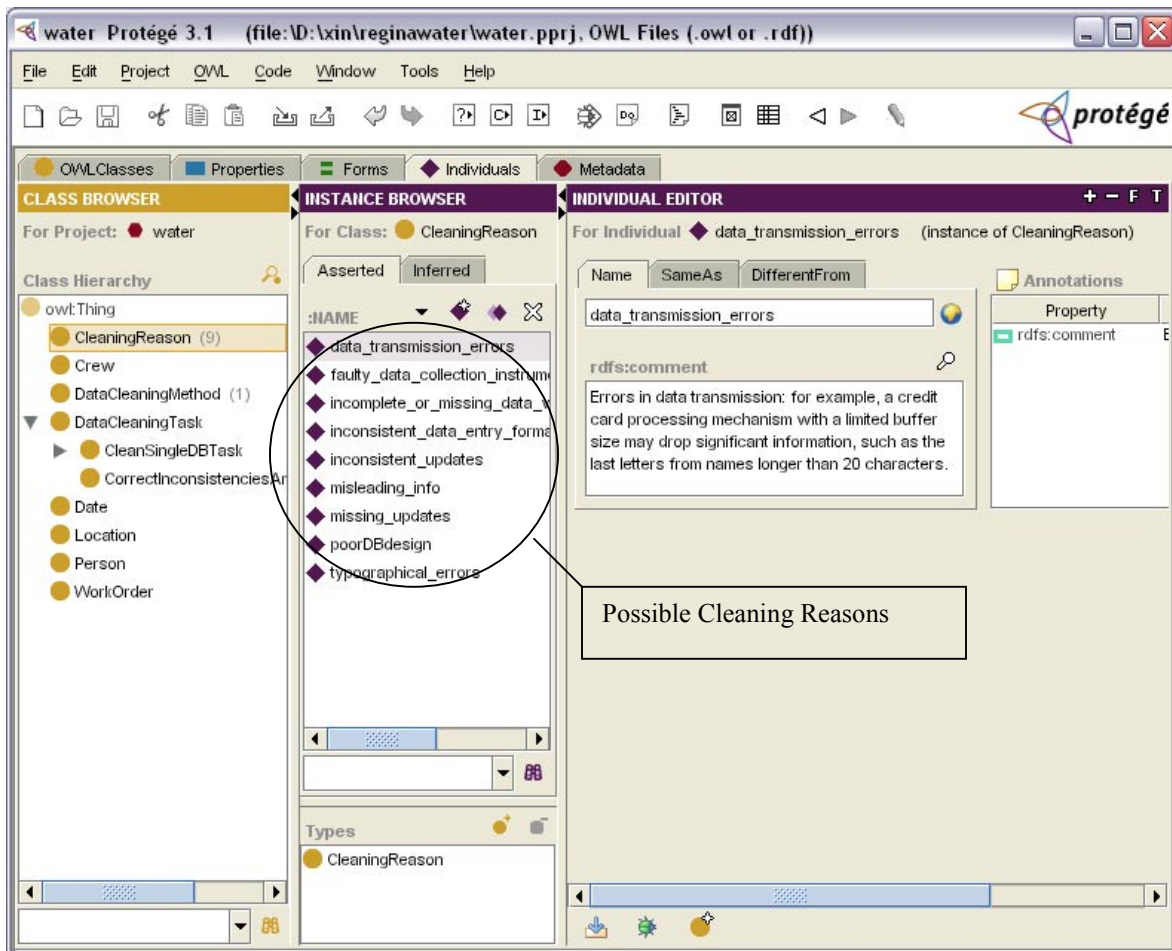 water Protégé 3.1 (file:\D:\xin\reginawater\water.pprj, OWL Files (.owl or .rdf))
File Edit Project OWL Code Window Tools Help
protégé
OWLClasses Properties Forms Individuals Metadata
CLASS BROWSER
For Project: water
Class Hierarchy
owl:Thing
CleaningReason (9)
Crew
DataCleaningMethod (1)
DataCleaningTask
CleanSingleDBTask
CorrectInconsistenciesAr
Date
Location
Person
WorkOrder
INSTANCE BROWSER
For Class: CleaningReason
Asserted Inferred
:NAME
data_transmission_errors
faulty_data_collection_instrume
incomplete_or_missing_data_v
inconsistent_data_entry_forma
inconsistent_updates
misleading_info
missing_updates
poorDBdesign
typographical_errors
Types
CleaningReason
INDIVIDUAL EDITOR + - F T
For Individual data_transmission_errors (instance of CleaningReason)
Name SameAs DifferentFrom
data_transmission_errors
rdfs:comment
Errors in data transmission: for example, a credit
card processing mechanism with a limited buffer
size may drop significant information, such as the
last letters from names longer than 20 characters.
Annotations
Property
rdfs:comment E
Possible Cleaning Reasons